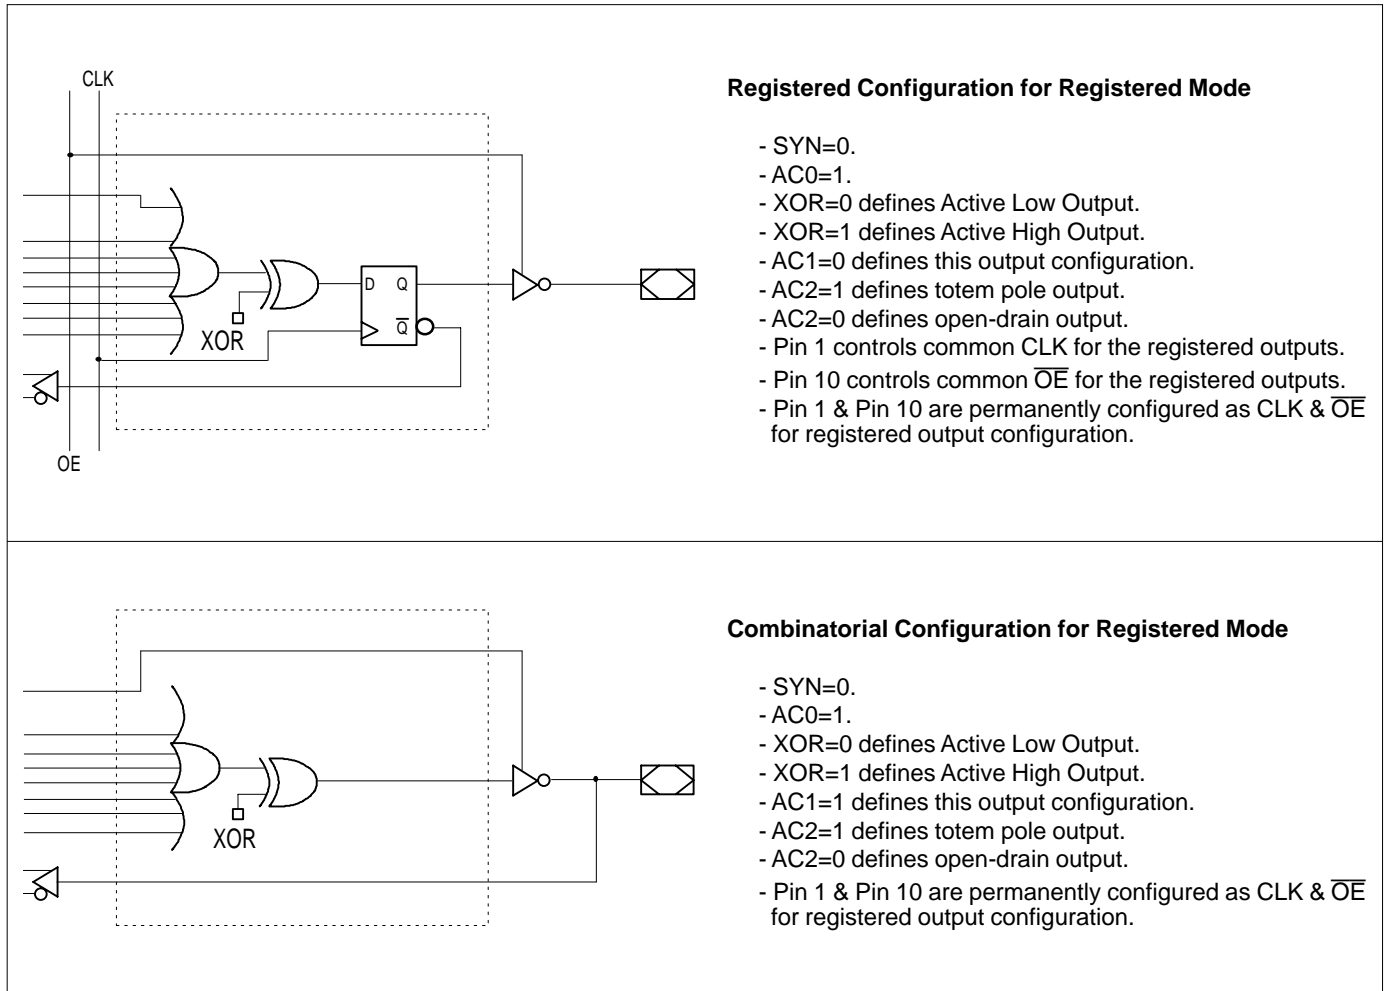 CLK
D Q
Q̅
XOR
OE
Registered Configuration for Registered Mode
- SYN=0.
- AC0=1.
- XOR=0 defines Active Low Output.
- XOR=1 defines Active High Output.
- AC1=0 defines this output configuration.
- AC2=1 defines totem pole output.
- AC2=0 defines open-drain output.
- Pin 1 controls common CLK for the registered outputs.
- Pin 10 controls common O̅E̅ for the registered outputs.
- Pin 1 & Pin 10 are permanently configured as CLK & O̅E̅
for registered output configuration.
XOR
Combinatorial Configuration for Registered Mode
- SYN=0.
- AC0=1.
- XOR=0 defines Active Low Output.
- XOR=1 defines Active High Output.
- AC1=1 defines this output configuration.
- AC2=1 defines totem pole output.
- AC2=0 defines open-drain output.
- Pin 1 & Pin 10 are permanently configured as CLK & O̅E̅
for registered output configuration.